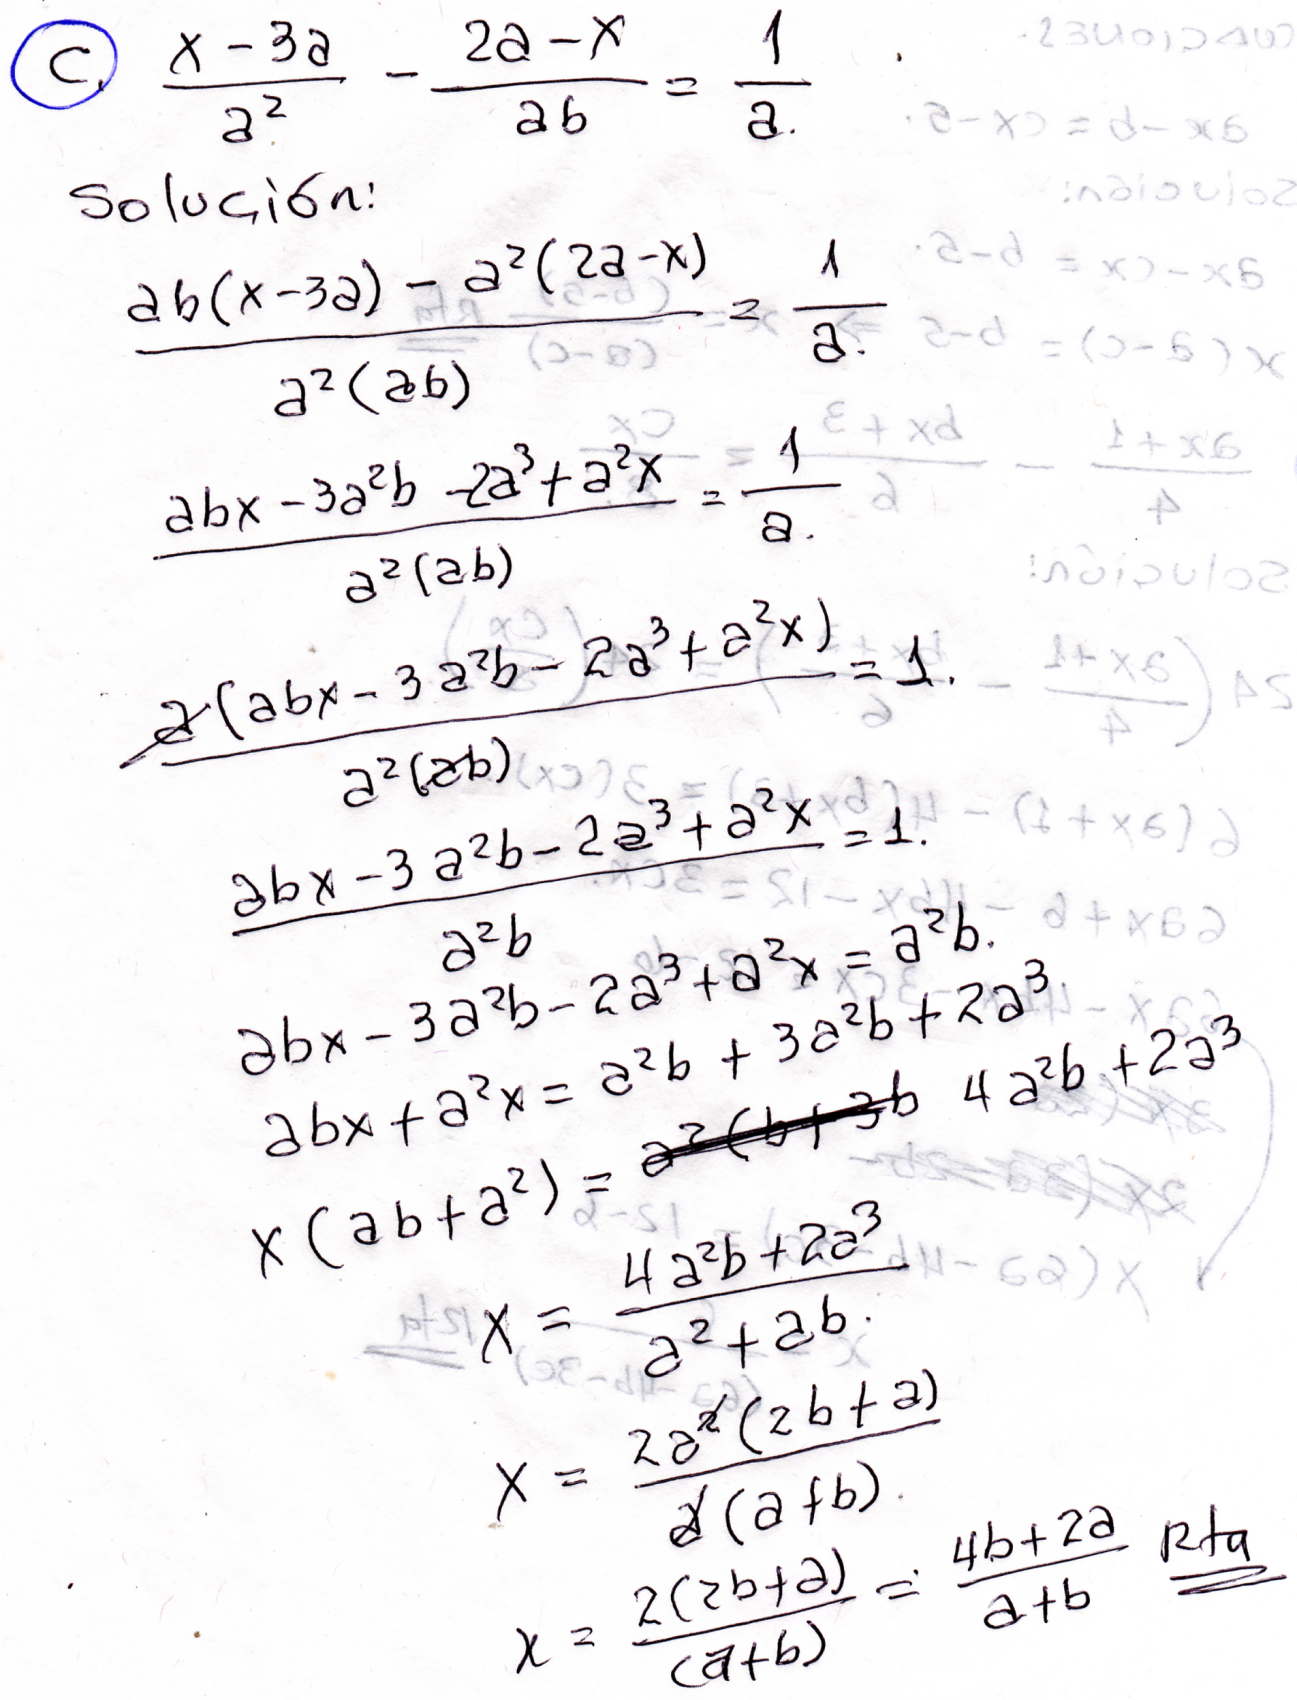 C. (x - 3a)/a² - (2a - x)/ab = 1/a.
Solución:
(ab(x-3a) - a²(2a-x))/(a²(ab)) = 1/a.
(abx - 3a²b - 2a³ + a²x)/(a²(ab)) = 1/a.
a(abx - 3a²b - 2a³ + a²x)/(a²(ab)) = 1.
(abx - 3a²b - 2a³ + a²x)/(a²b) = 1.
abx - 3a²b - 2a³ + a²x = a²b.
abx + a²x = a²b + 3a²b + 2a³
x(ab + a²) = a²(b+3b 4a²b + 2a³
x = (4a²b + 2a³)/(a² + ab).
x = 2a²(2b+a)/(a(a+b)).
x = 2(2b+a)/(a+b) = (4b+2a)/(a+b) Rta